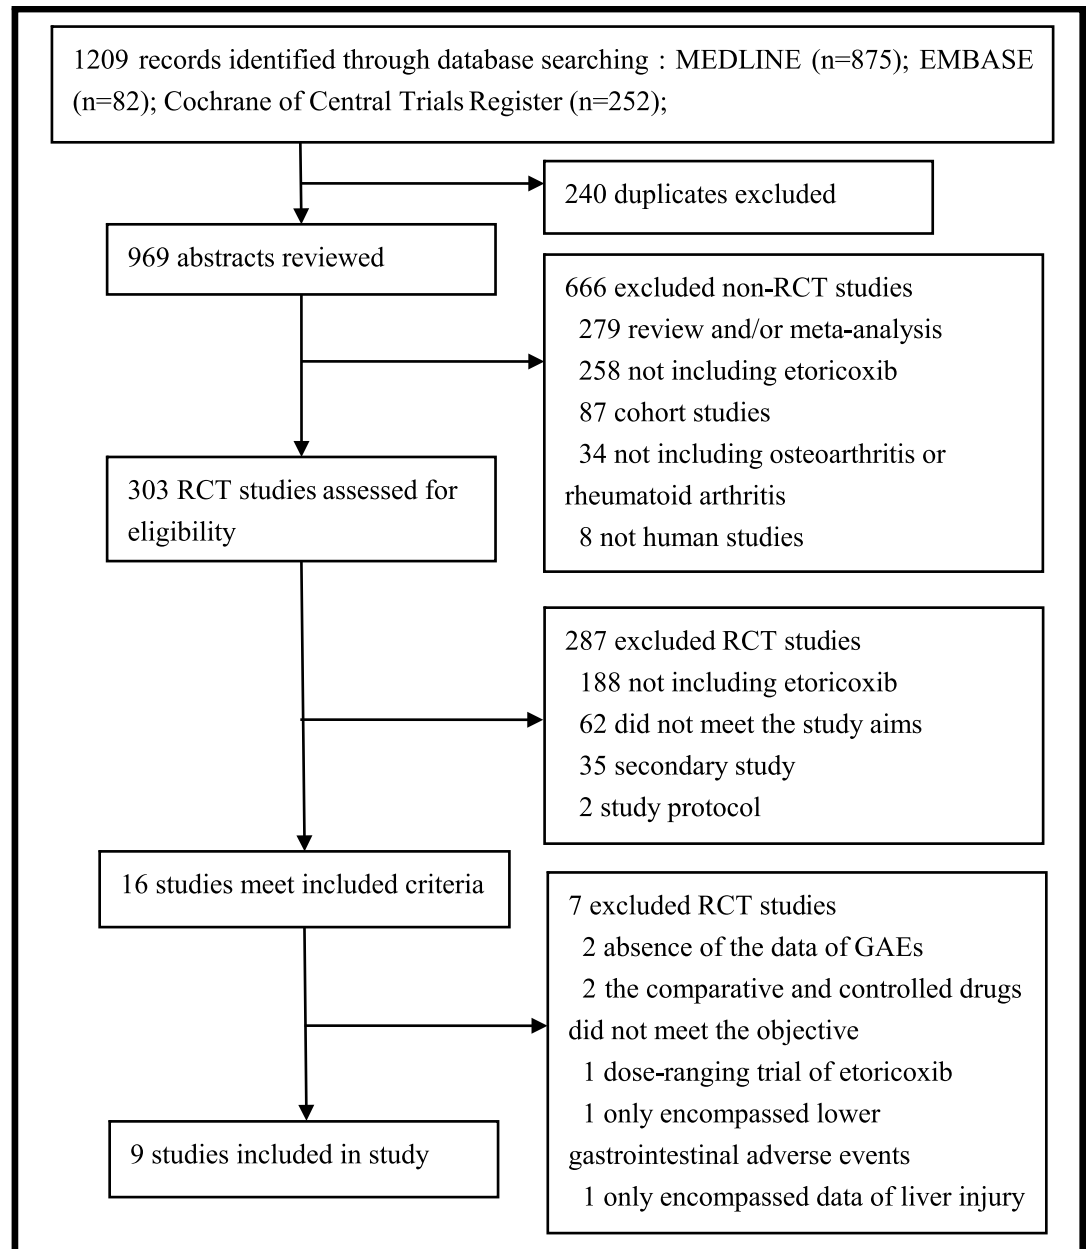 1209 records identified through database searching : MEDLINE (n=875); EMBASE
(n=82); Cochrane of Central Trials Register (n=252);
240 duplicates excluded
969 abstracts reviewed
666 excluded non-RCT studies
279 review and/or meta-analysis
258 not including etoricoxib
87 cohort studies
34 not including osteoarthritis or
rheumatoid arthritis
8 not human studies
303 RCT studies assessed for
eligibility
287 excluded RCT studies
188 not including etoricoxib
62 did not meet the study aims
35 secondary study
2 study protocol
16 studies meet included criteria
7 excluded RCT studies
2 absence of the data of GAEs
2 the comparative and controlled drugs
did not meet the objective
1 dose-ranging trial of etoricoxib
1 only encompassed lower
gastrointestinal adverse events
1 only encompassed data of liver injury
9 studies included in study